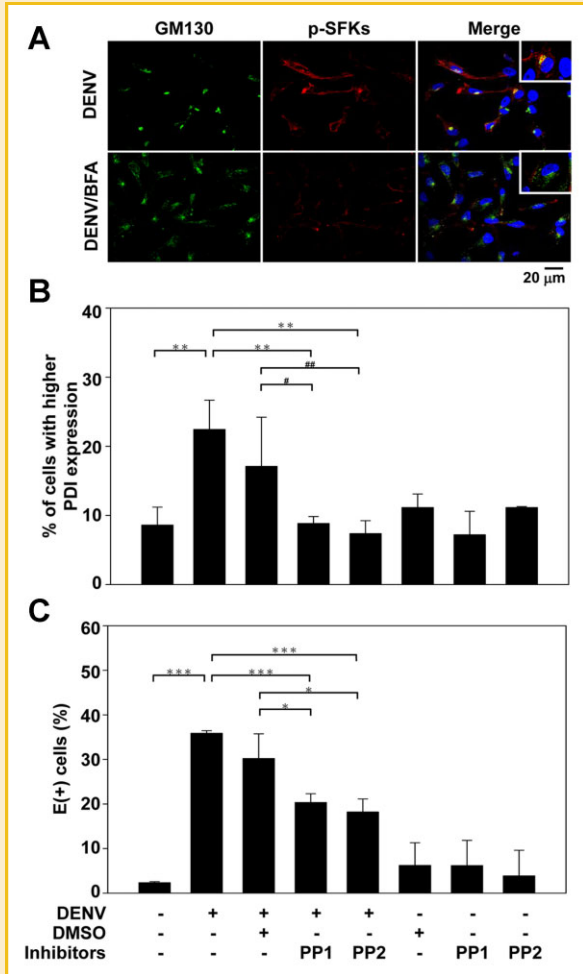 A
GM130 p-SFKs Merge
DENV
DENV/BFA
20 μm
B
% of cells with higher
PDI expression
40
30
20
10
0
** ** ** ## #
C
E(+) cells (%)
60
50
40
30
20
10
0
*** *** *** * *
DENV - + + + + - - -
DMSO - - + - - + - -
Inhibitors - - - PP1 PP2 - PP1 PP2